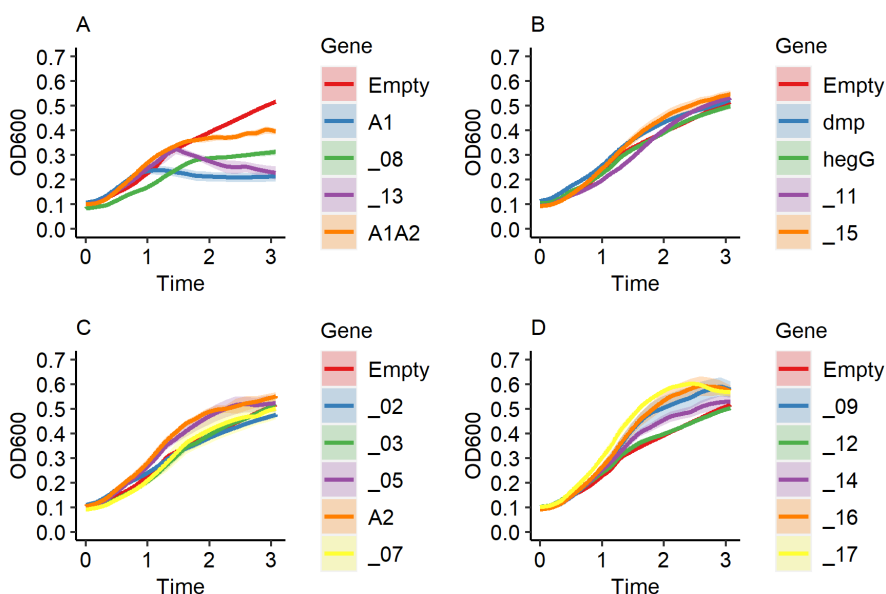 A
OD600
0.7
0.6
0.5
0.4
0.3
0.2
0.1
0.0
0 1 2 3
Time
Gene
Empty
A1
_08
_13
A1A2
B
OD600
0.7
0.6
0.5
0.4
0.3
0.2
0.1
0.0
0 1 2 3
Time
Gene
Empty
dmp
hegG
_11
_15
C
OD600
0.7
0.6
0.5
0.4
0.3
0.2
0.1
0.0
0 1 2 3
Time
Gene
Empty
_02
_03
_05
A2
_07
D
OD600
0.7
0.6
0.5
0.4
0.3
0.2
0.1
0.0
0 1 2 3
Time
Gene
Empty
_09
_12
_14
_16
_17